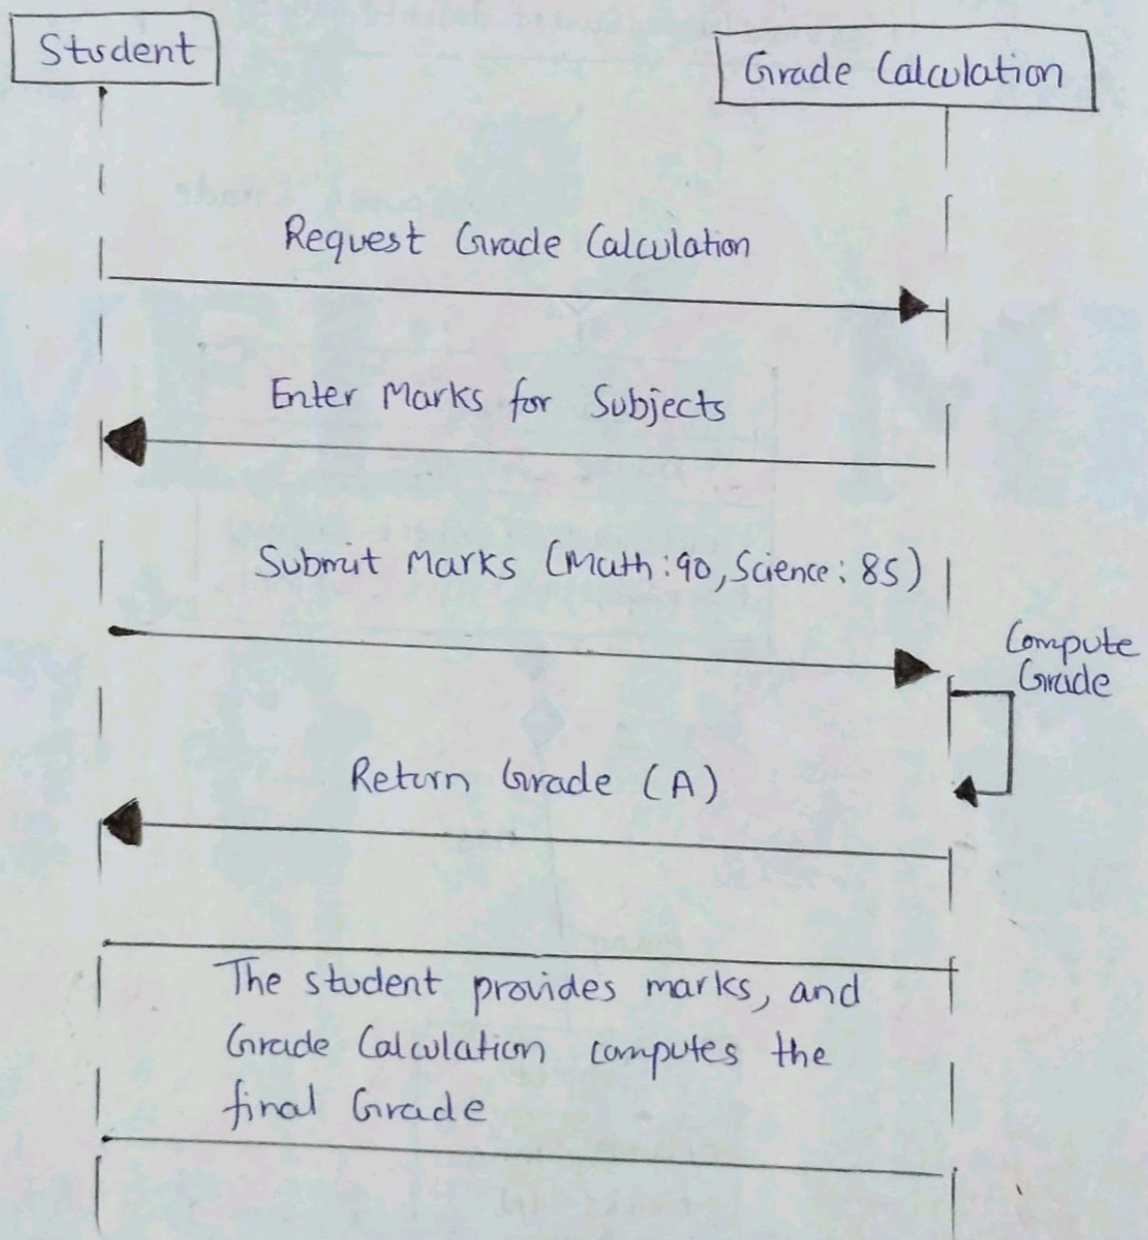 Student
Grade Calculation
Request Grade Calculation
Enter Marks for Subjects
Submit Marks (Math:90, Science: 85)
Compute
Grade
Return Grade (A)
The student provides marks, and
Grade Calculation computes the
final Grade